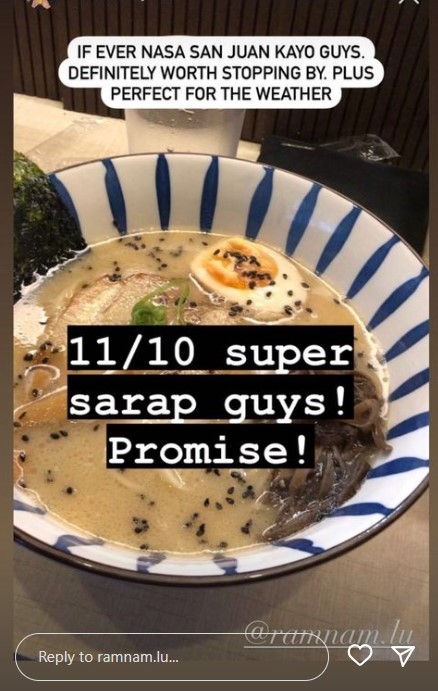 IF EVER NASA SAN JUAN KAYO GUYS.
DEFINITELY WORTH STOPPING BY. PLUS
PERFECT FOR THE WEATHER
11/10 super
sarap guys!
Promise!
@ramnam.lu
Reply to ramnam.lu...